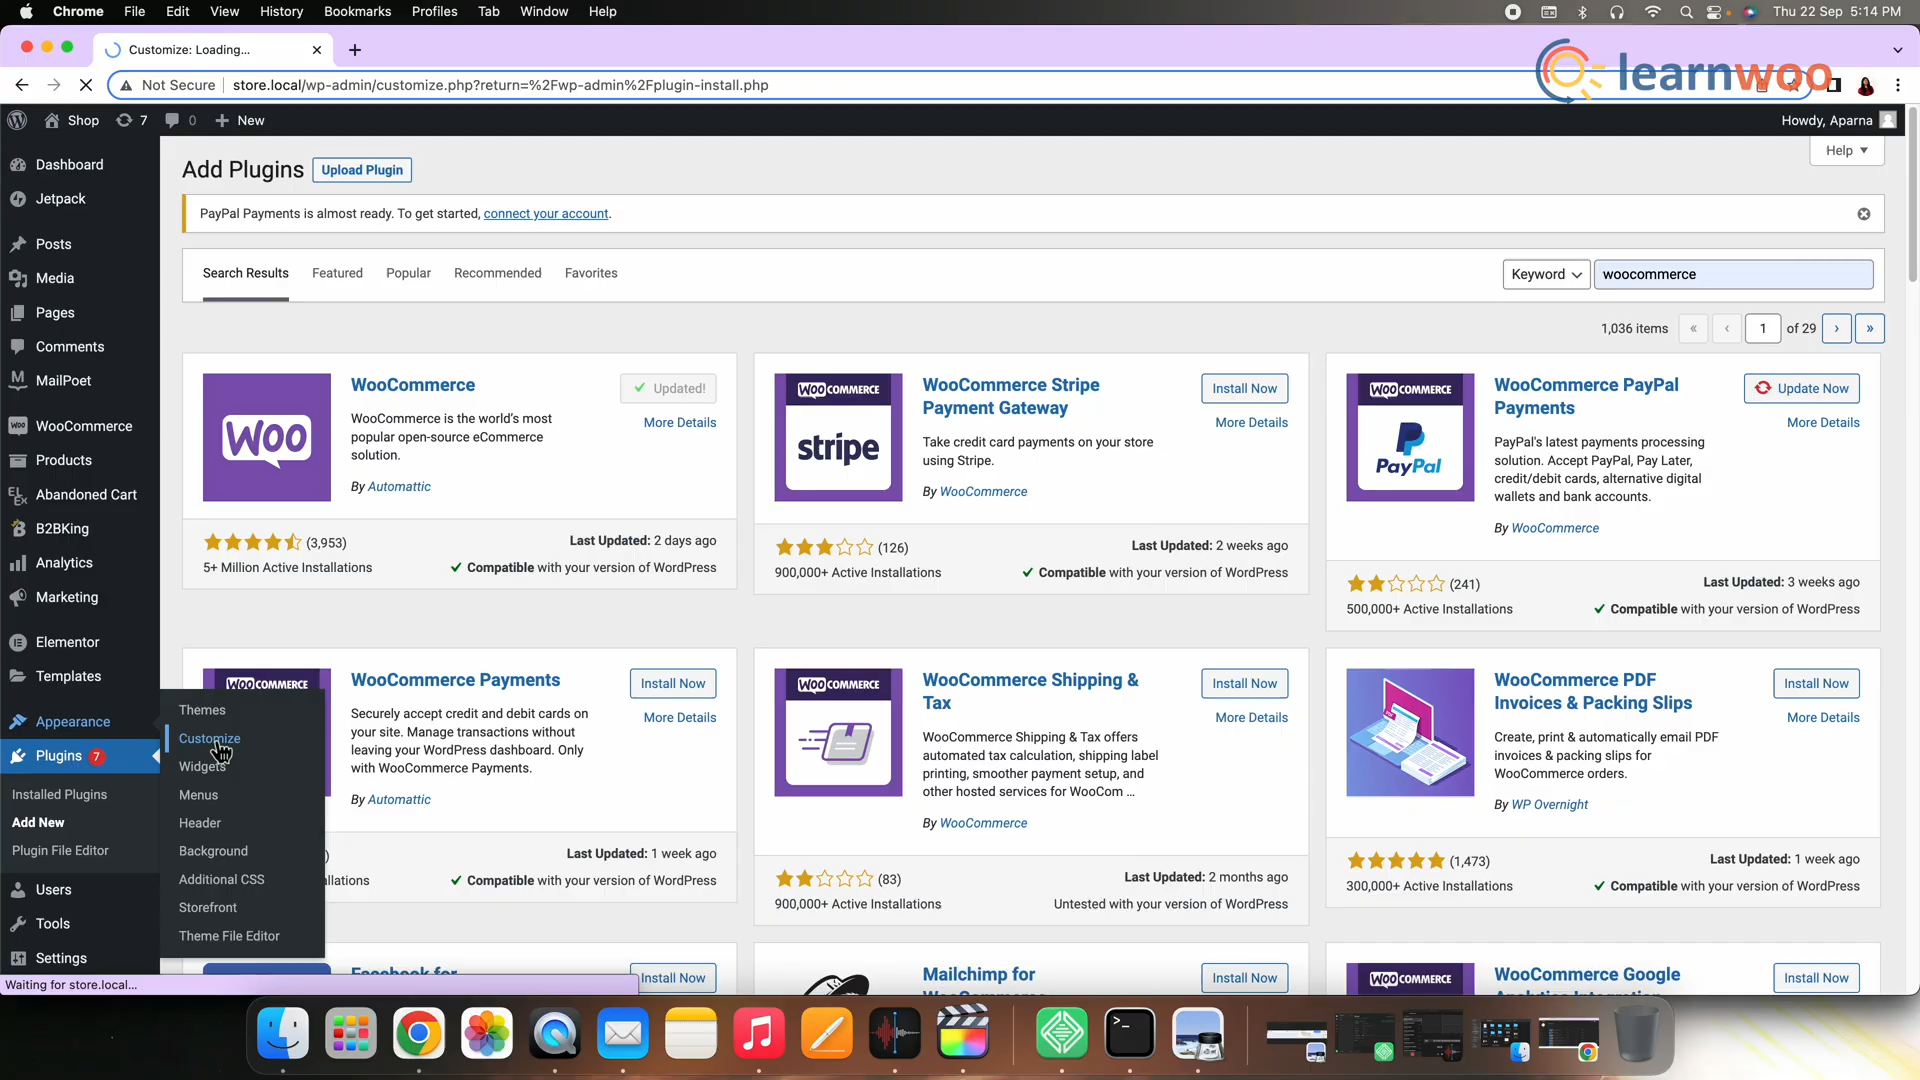 Chrome File Edit View History Bookmarks Profiles Tab Window Help
Thu 22 Sep 5:14 PM
Customize: Loading...
learnwoo
Not Secure store.local/wp-admin/customize.php?return=%2Fwp-admin%2Fplugin-install.php
Shop 7 0 New
Howdy, Aparna
Dashboard
Jetpack
Posts
Media
Pages
Comments
MailPoet
WooCommerce
Products
Abandoned Cart
B2BKing
Analytics
Marketing
Elementor
Templates
Appearance
Plugins 7
Installed Plugins
Add New
Plugin File Editor
Users
Tools
Settings
Themes
Customize
Widgets
Menus
Header
Background
Additional CSS
Storefront
Theme File Editor
Help
Add Plugins Upload Plugin
PayPal Payments is almost ready. To get started, connect your account.
Search Results Featured Popular Recommended Favorites
Keyword woocommerce
1,036 items « ‹ 1 of 29 › »
WOO
WooCommerce
Updated!
More Details
WooCommerce is the world's most
popular open-source eCommerce
solution.
By Automattic
(3,953)
Last Updated: 2 days ago
5+ Million Active Installations
Compatible with your version of WordPress
WOO COMMERCE
stripe
WooCommerce Stripe
Payment Gateway
Install Now
More Details
Take credit card payments on your store
using Stripe.
By WooCommerce
(126)
Last Updated: 2 weeks ago
900,000+ Active Installations
Compatible with your version of WordPress
WOO COMMERCE
PayPal
WooCommerce PayPal
Payments
Update Now
More Details
PayPal's latest payments processing
solution. Accept PayPal, Pay Later,
credit/debit cards, alternative digital
wallets and bank accounts.
By WooCommerce
(241)
Last Updated: 3 weeks ago
500,000+ Active Installations
Compatible with your version of WordPress
WOO COMMERCE
WooCommerce Payments
Install Now
More Details
Securely accept credit and debit cards on
your site. Manage transactions without
leaving your WordPress dashboard. Only
with WooCommerce Payments.
By Automattic
)
Last Updated: 1 week ago
llations
Compatible with your version of WordPress
WOO COMMERCE
WooCommerce Shipping &
Tax
Install Now
More Details
WooCommerce Shipping & Tax offers
automated tax calculation, shipping label
printing, smoother payment setup, and
other hosted services for WooCom ...
By WooCommerce
(83)
Last Updated: 2 months ago
900,000+ Active Installations
Untested with your version of WordPress
WooCommerce PDF
Invoices & Packing Slips
Install Now
More Details
Create, print & automatically email PDF
invoices & packing slips for
WooCommerce orders.
By WP Overnight
(1,473)
Last Updated: 1 week ago
300,000+ Active Installations
Compatible with your version of WordPress
Facebook for
Install Now
Mailchimp for
WooCommerce
Install Now
WOO COMMERCE
WooCommerce Google
Analytics Integration
Install Now
Waiting for store.local...